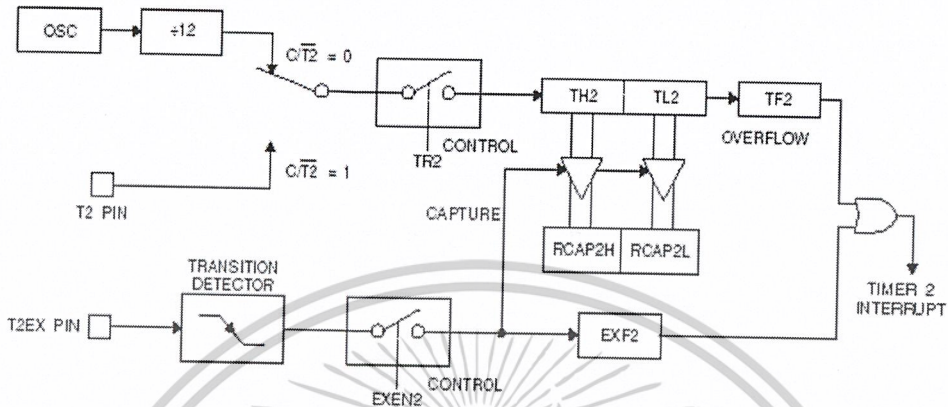 OSC
÷12
C/T2 = 0
TH2
TL2
TF2
OVERFLOW
CONTROL
TR2
C/T2 = 1
T2 PIN
CAPTURE
RCAP2H
RCAP2L
TRANSITION
DETECTOR
TIMER 2
INTERRUPT
T2EX PIN
EXF2
CONTROL
EXEN2